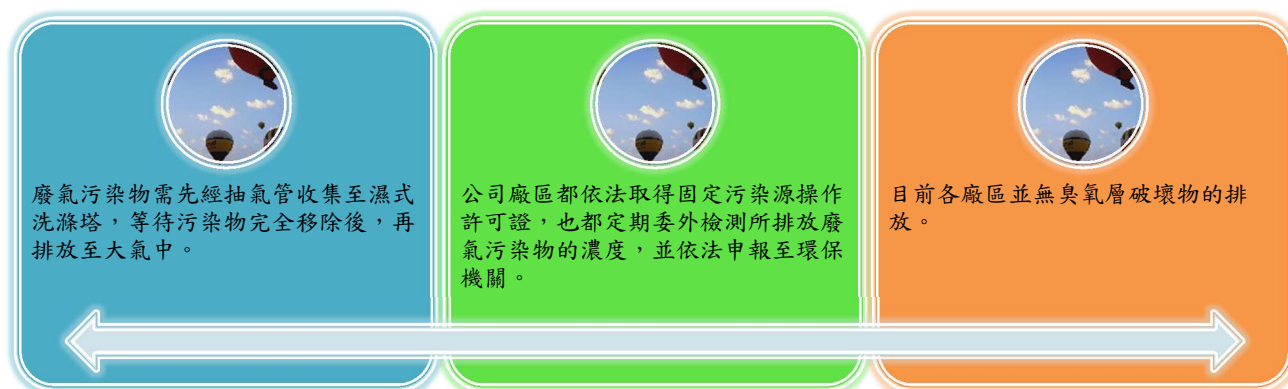 廢氣污染物需先經抽氣管收集至濕式
洗滌塔，等待污染物完全移除後，再
排放至大氣中。
公司廠區都依法取得固定污染源操作
許可證，也都定期委外檢測所排放廢
氣污染物的濃度，並依法申報至環保
機關。
目前各廠區並無臭氧層破壞物的排
放。